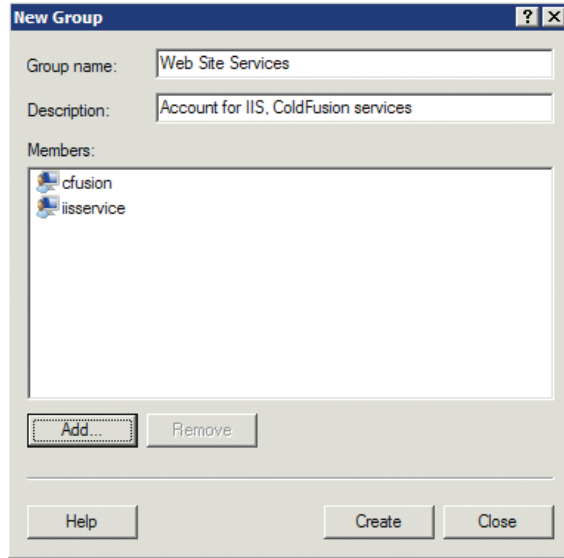 New Group
Group name: Web Site Services
Description: Account for IIS, ColdFusion services
Members:
cfusion
iisservice
Add... Remove
Help Create Close